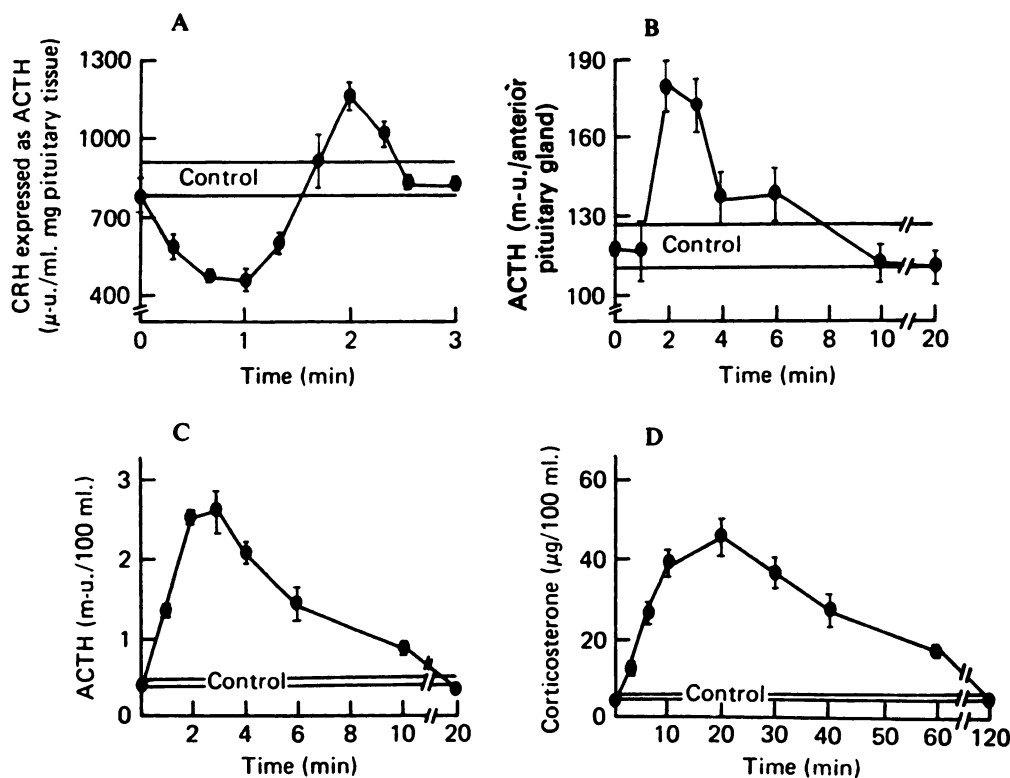 A
CRH expressed as ACTH
(μ-u./ml. mg pituitary tissue)
1300
1000
700
400
Control
0 1 2 3
Time (min)
B
ACTH (m-u./anterior
pituitary gland)
190
160
130
100
Control
0 2 4 6 8 10 20
Time (min)
C
ACTH (m-u./100 ml.)
3
2
1
0
Control
2 4 6 8 10 20
Time (min)
D
Corticosterone (μg/100 ml.)
60
40
20
0
Control
10 20 30 40 50 60 120
Time (min)